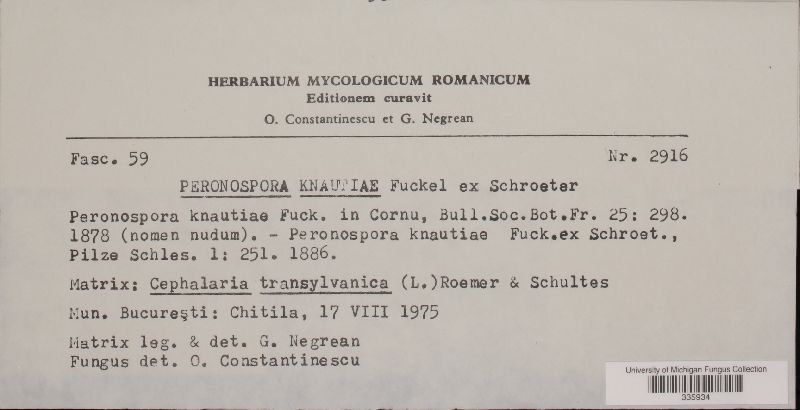 HERBARIUM MYCOLOGICUM ROMANICUM
Editionem curavit
O. Constantinescu et G. Negrean
Fasc. 59 Nr. 2916
PERONOSPORA KNAUTIAE Fuckel ex Schroeter
Peronospora knautiae Fuck. in Cornu, Bull.Soc.Bot.Fr. 25: 298.
1878 (nomen nudum). - Peronospora knautiae Fuck.ex Schroet.,
Pilze Schles. 1: 251. 1886.
Matrix: Cephalaria transylvanica (L.)Roemer & Schultes
Mun. Bucureşti: Chitila, 17 VIII 1975
Matrix leg. & det. G. Negrean
Fungus det. O. Constantinescu
University of Michigan Fungus Collection
335934